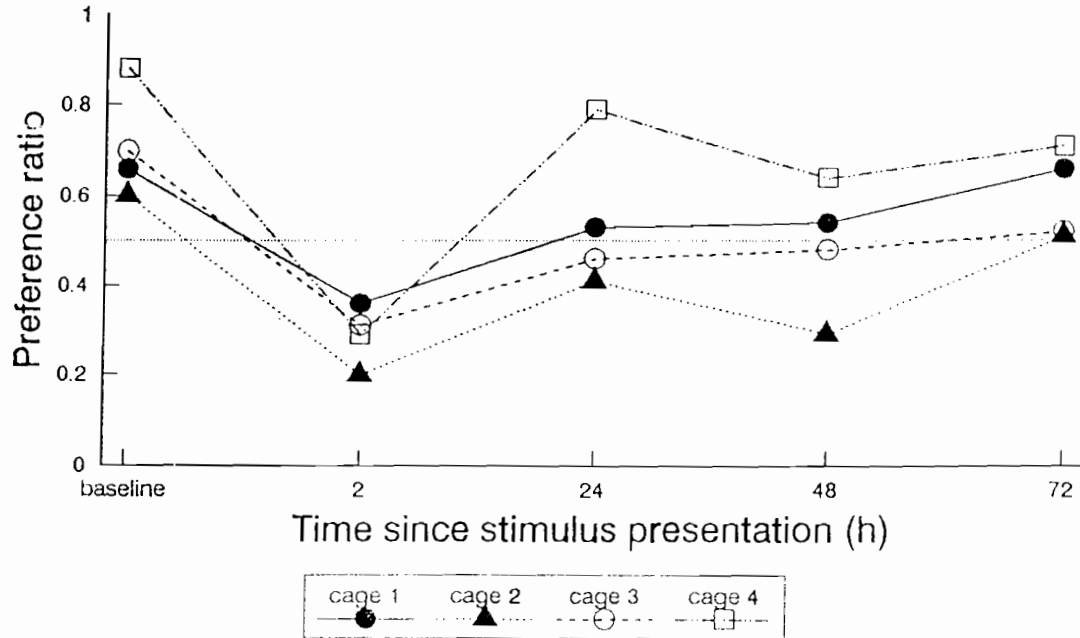 1
0.8
0.6
0.4
0.2
0
Preference ratio
baseline 2 24 48 72
Time since stimulus presentation (h)
cage 1 cage 2 cage 3 cage 4